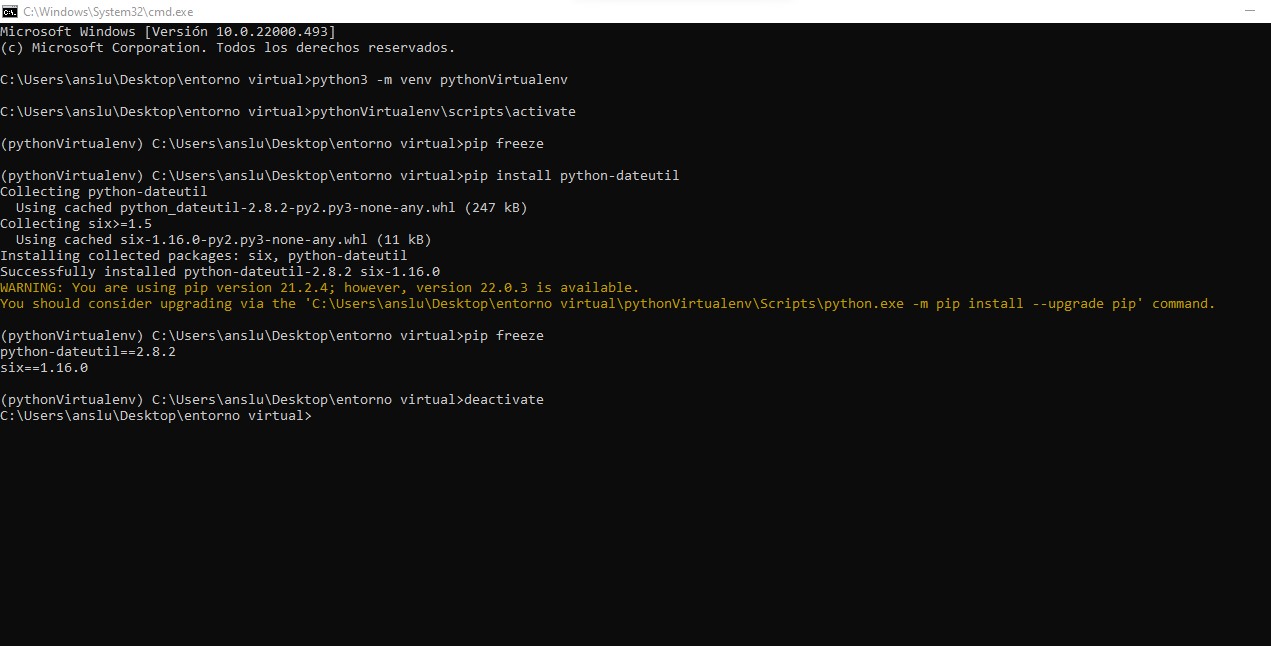 C:\Windows\System32\cmd.exe
Microsoft Windows [Versión 10.0.22000.493]
(c) Microsoft Corporation. Todos los derechos reservados.
C:\Users\anslu\Desktop\entorno virtual>python3 -m venv pythonVirtualenv
C:\Users\anslu\Desktop\entorno virtual>pythonVirtualenv\scripts\activate
(pythonVirtualenv) C:\Users\anslu\Desktop\entorno virtual>pip freeze
(pythonVirtualenv) C:\Users\anslu\Desktop\entorno virtual>pip install python-dateutil
Collecting python-dateutil
  Using cached python_dateutil-2.8.2-py2.py3-none-any.whl (247 kB)
Collecting six>=1.5
  Using cached six-1.16.0-py2.py3-none-any.whl (11 kB)
Installing collected packages: six, python-dateutil
Successfully installed python-dateutil-2.8.2 six-1.16.0
WARNING: You are using pip version 21.2.4; however, version 22.0.3 is available.
You should consider upgrading via the 'C:\Users\anslu\Desktop\entorno virtual\pythonVirtualenv\Scripts\python.exe -m pip install --upgrade pip' command.
(pythonVirtualenv) C:\Users\anslu\Desktop\entorno virtual>pip freeze
python-dateutil==2.8.2
six==1.16.0
(pythonVirtualenv) C:\Users\anslu\Desktop\entorno virtual>deactivate
C:\Users\anslu\Desktop\entorno virtual>